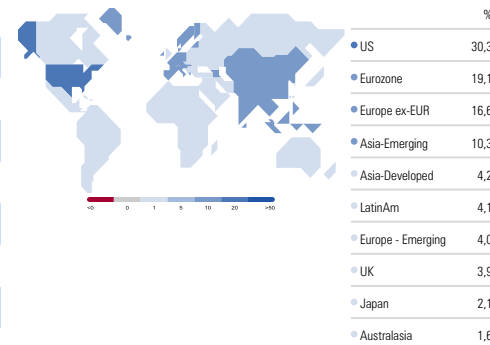 %
US 30,3
Eurozone 19,1
Europe ex-EUR 16,6
Asia-Emerging 10,3
Asia-Developed 4,2
LatinAm 4,1
Europe - Emerging 4,0
UK 3,9
Japan 2,1
Australasia 1,6
<0 0 1 5 10 20 >50